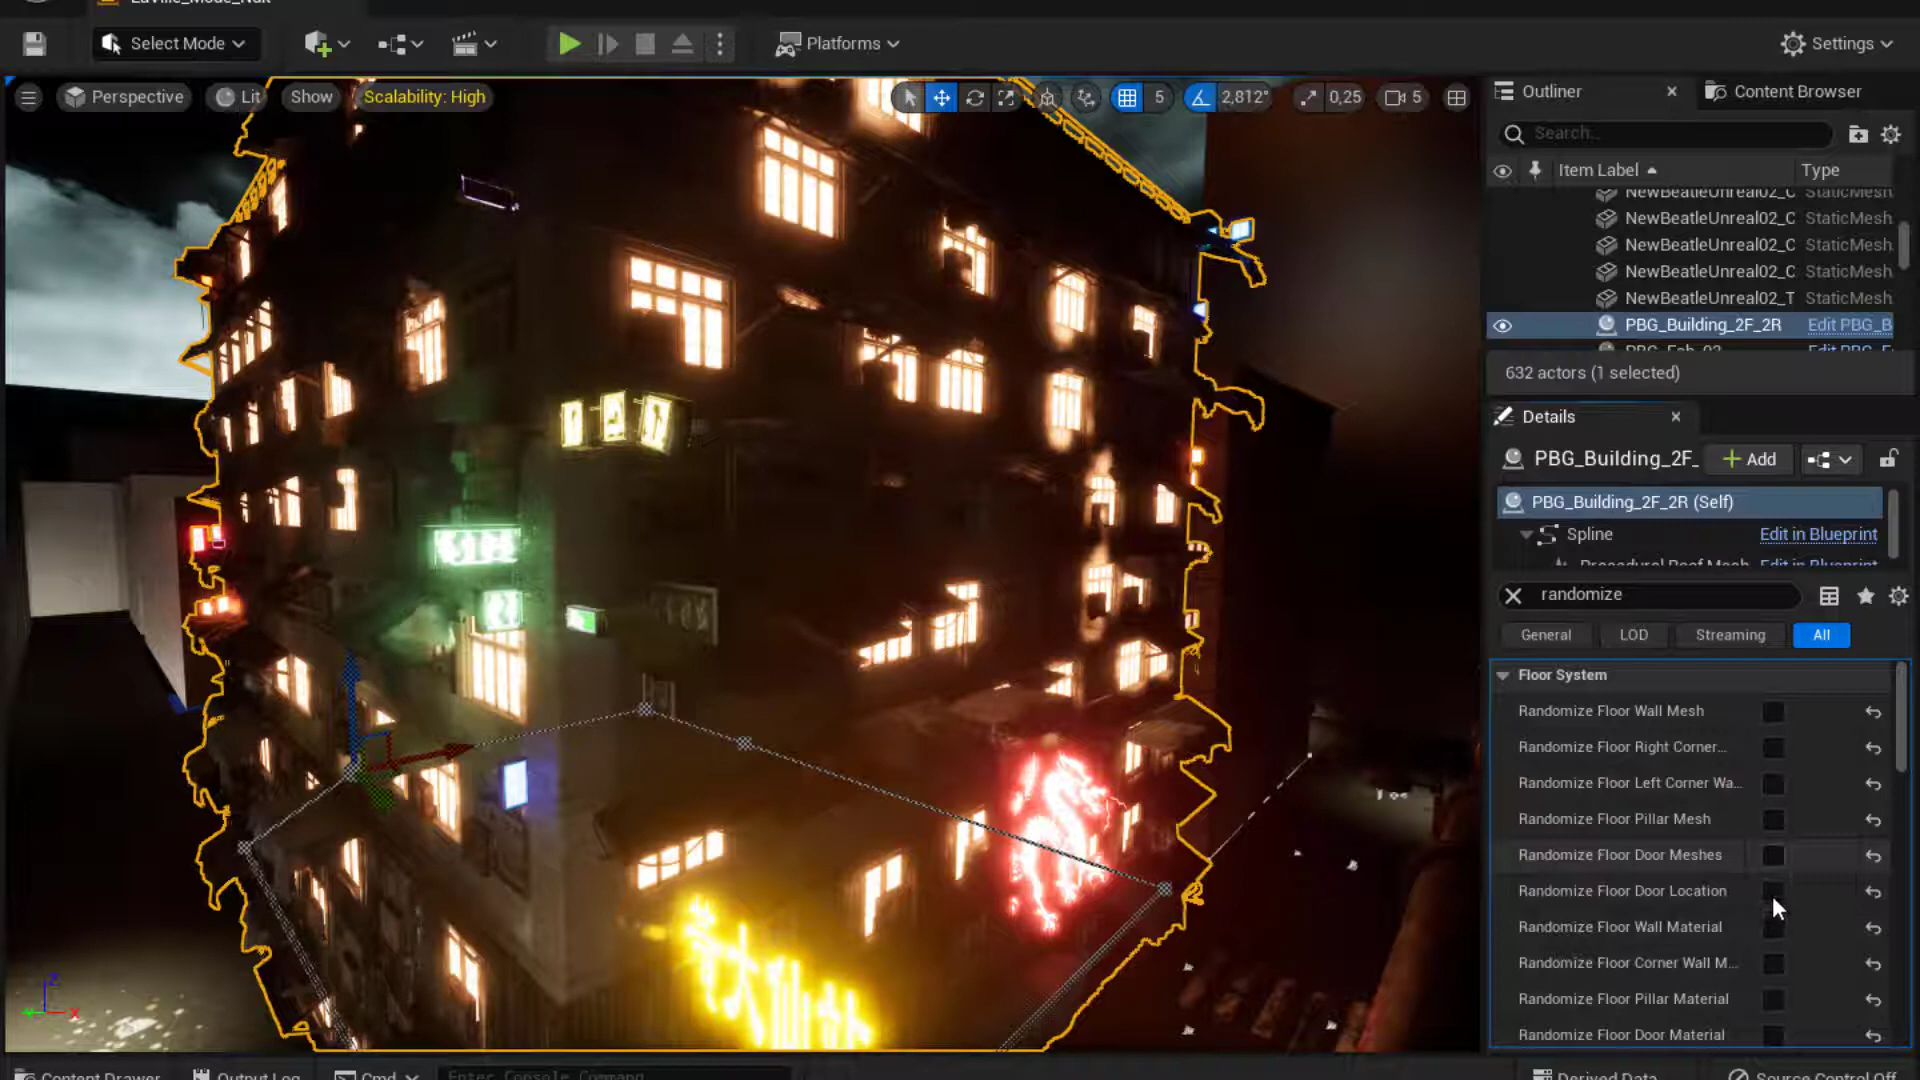 Select Mode
Platforms
Settings
Perspective
Lit
Show
Scalability: High
5
2,812°
0,25
5
Outliner
Content Browser
Search...
Item Label
Type
NewBeatleUnreal02_C StaticMesh
NewBeatleUnreal02_C StaticMesh
NewBeatleUnreal02_C StaticMesh
NewBeatleUnreal02_C StaticMesh
NewBeatleUnreal02_T StaticMesh
PBG_Building_2F_2R Edit PBG_B
632 actors (1 selected)
Details
PBG_Building_2F_
Add
PBG_Building_2F_2R (Self)
Spline Edit in Blueprint
Edit in Blueprint
randomize
General
LOD
Streaming
All
Floor System
Randomize Floor Wall Mesh
Randomize Floor Right Corner...
Randomize Floor Left Corner Wa...
Randomize Floor Pillar Mesh
Randomize Floor Door Meshes
Randomize Floor Door Location
Randomize Floor Wall Material
Randomize Floor Corner Wall M...
Randomize Floor Pillar Material
Randomize Floor Door Material
Content Drawer
Output Log
Cmd
Enter Console Command
Derived Data
Source Control Off
Z
X